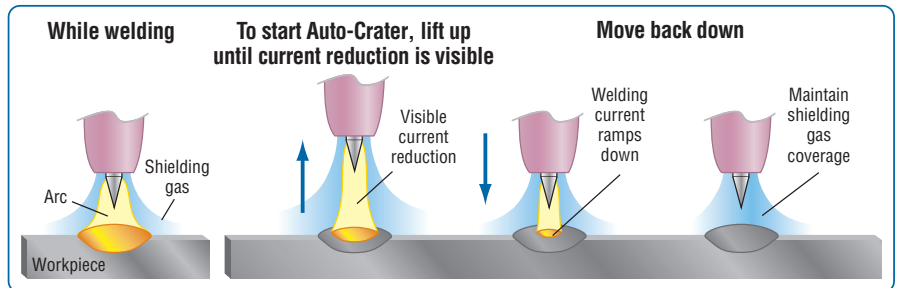 While welding
To start Auto-Crater, lift up
until current reduction is visible
Move back down
Arc
Shielding
gas
Workpiece
Visible
current
reduction
Welding
current
ramps
down
Maintain
shielding
gas
coverage